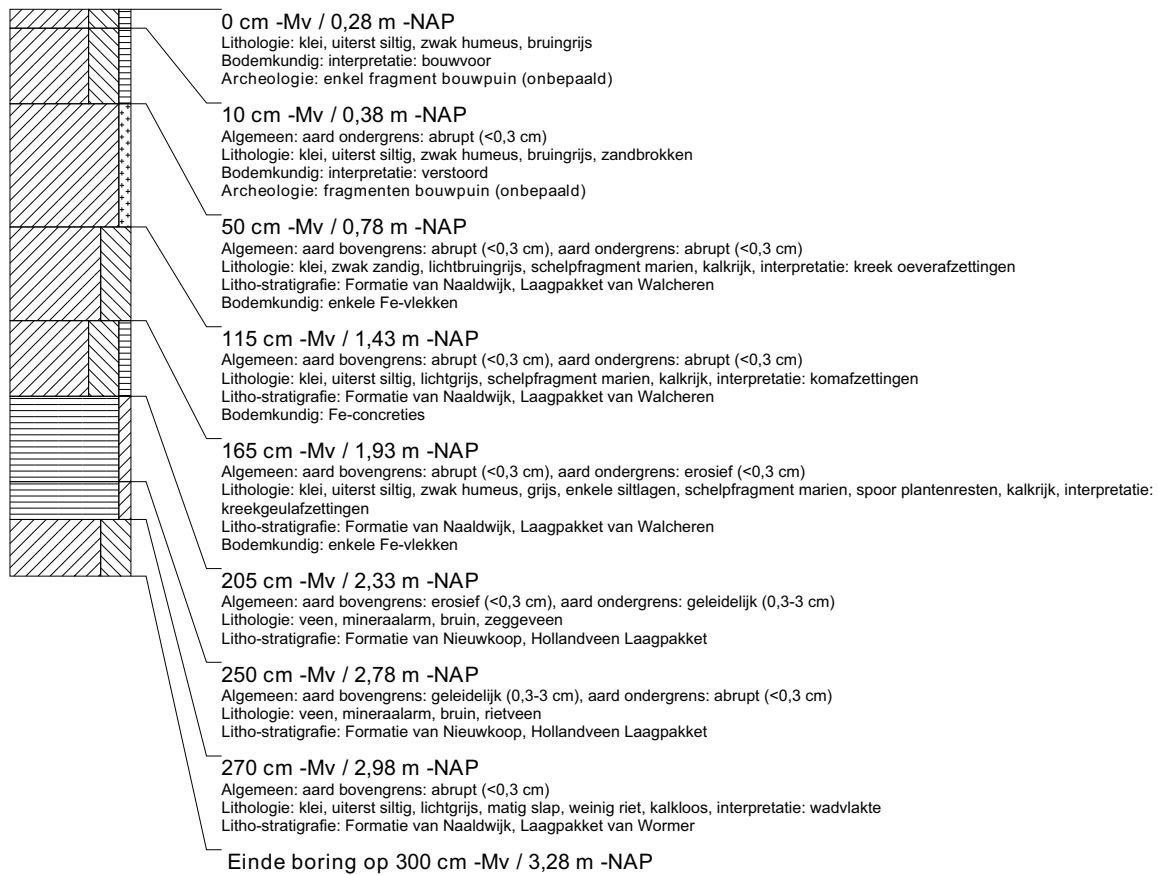 0 cm -Mv / 0,28 m -NAP
Lithologie: klei, uiterst siltig, zwak humeus, bruingrijs
Bodemkundig: interpretatie: bouwvoor
Archeologie: enkel fragment bouwpuin (onbepaald)
10 cm -Mv / 0,38 m -NAP
Algemeen: aard ondergrens: abrupt (<0,3 cm)
Lithologie: klei, uiterst siltig, zwak humeus, bruingrijs, zandbrokken
Bodemkundig: interpretatie: verstoord
Archeologie: fragmenten bouwpuin (onbepaald)
50 cm -Mv / 0,78 m -NAP
Algemeen: aard bovengrens: abrupt (<0,3 cm), aard ondergrens: abrupt (<0,3 cm)
Lithologie: klei, zwak zandig, lichtbruingrijs, schelpfragment marien, kalkrijk, interpretatie: kreek oeverafzettingen
Litho-stratigrafie: Formatie van Naaldwijk, Laagpakket van Walcheren
Bodemkundig: enkele Fe-vlekken
115 cm -Mv / 1,43 m -NAP
Algemeen: aard bovengrens: abrupt (<0,3 cm), aard ondergrens: abrupt (<0,3 cm)
Lithologie: klei, uiterst siltig, lichtgrijs, schelpfragment marien, kalkrijk, interpretatie: komafzettingen
Litho-stratigrafie: Formatie van Naaldwijk, Laagpakket van Walcheren
Bodemkundig: Fe-concreties
165 cm -Mv / 1,93 m -NAP
Algemeen: aard bovengrens: abrupt (<0,3 cm), aard ondergrens: erosief (<0,3 cm)
Lithologie: klei, uiterst siltig, zwak humeus, grijs, enkele siltlagen, schelpfragment marien, spoor plantenresten, kalkrijk, interpretatie:
kreekgeulafzettingen
Litho-stratigrafie: Formatie van Naaldwijk, Laagpakket van Walcheren
Bodemkundig: enkele Fe-vlekken
205 cm -Mv / 2,33 m -NAP
Algemeen: aard bovengrens: erosief (<0,3 cm), aard ondergrens: geleidelijk (0,3-3 cm)
Lithologie: veen, mineraalarm, bruin, zeggeveen
Litho-stratigrafie: Formatie van Nieuwkoop, Hollandveen Laagpakket
250 cm -Mv / 2,78 m -NAP
Algemeen: aard bovengrens: geleidelijk (0,3-3 cm), aard ondergrens: abrupt (<0,3 cm)
Lithologie: veen, mineraalarm, bruin, rietveen
Litho-stratigrafie: Formatie van Nieuwkoop, Hollandveen Laagpakket
270 cm -Mv / 2,98 m -NAP
Algemeen: aard bovengrens: abrupt (<0,3 cm)
Lithologie: klei, uiterst siltig, lichtgrijs, matig slap, weinig riet, kalkloos, interpretatie: wadvlakte
Litho-stratigrafie: Formatie van Naaldwijk, Laagpakket van Wormer
Einde boring op 300 cm -Mv / 3,28 m -NAP